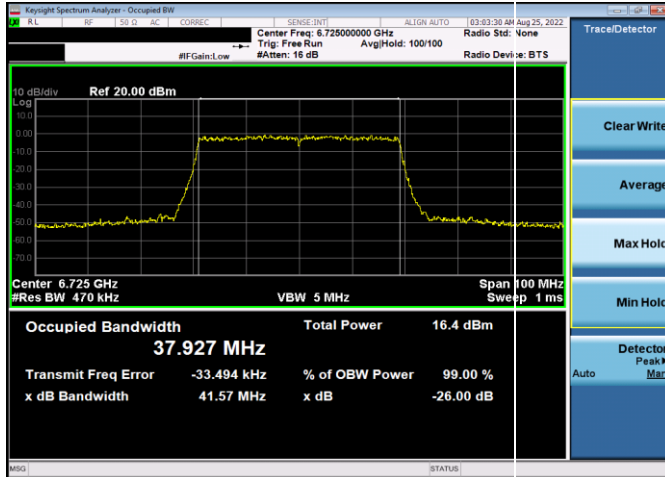 Keysight Spectrum Analyzer - Occupied BW
RL RF 50 Ω AC CORREC SENSE:INT ALIGN AUTO 03:03:30 AM Aug 25, 2022
Center Freq: 6.725000000 GHz Radio Std: None
Trig: Free Run Avg|Hold: 100/100
#IFGain:Low #Atten: 16 dB Radio Device: BTS
Trace/Detector
10 dB/div Ref 20.00 dBm
Log
10.0
0.00
-10.0
-20.0
-30.0
-40.0
-50.0
-60.0
-70.0
Center 6.725 GHz Span 100 MHz
#Res BW 470 kHz VBW 5 MHz Sweep 1 ms
Clear Write
Average
Max Hold
Min Hold
Detector
Peak
Auto Man
Occupied Bandwidth Total Power 16.4 dBm
37.927 MHz
Transmit Freq Error -33.494 kHz % of OBW Power 99.00 %
x dB Bandwidth 41.57 MHz x dB -26.00 dB
MSG STATUS